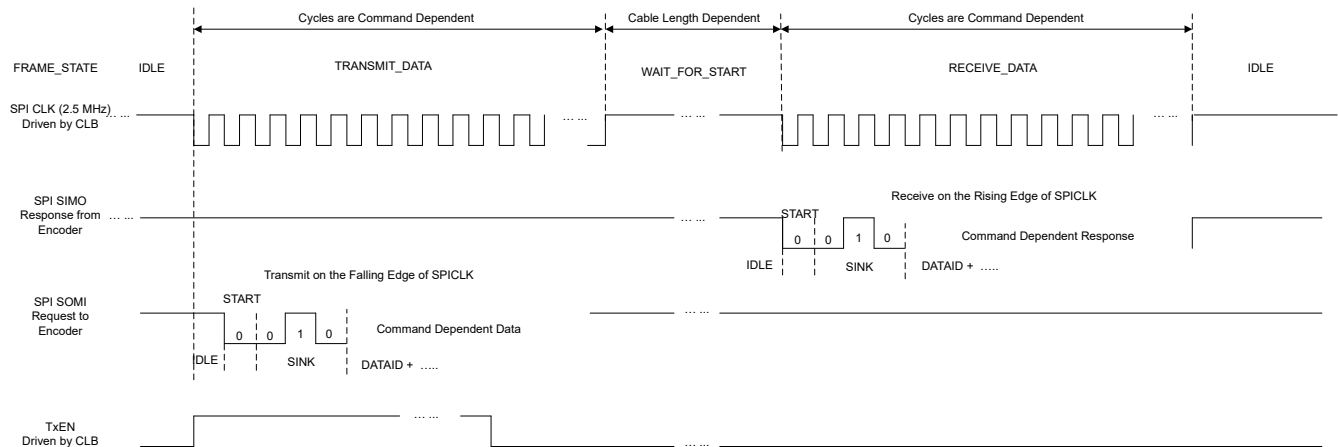 Cycles are Command Dependent
Cable Length Dependent
Cycles are Command Dependent
FRAME_STATE
IDLE
TRANSMIT_DATA
WAIT_FOR_START
RECEIVE_DATA
IDLE
SPI CLK (2.5 MHz)
Driven by CLB
... ...
... ...
... ...
... ...
SPI SIMO
Response from
Encoder
... ...
... ...
Receive on the Rising Edge of SPICLK
START
0 0 1 0
Command Dependent Response
IDLE
SINK
DATAID + .....
Transmit on the Falling Edge of SPICLK
SPI SOMI
Request to
Encoder
START
0 0 1 0
Command Dependent Data
... ...
IDLE
SINK
DATAID + .....
TxEN
Driven by CLB
... ...
... ...